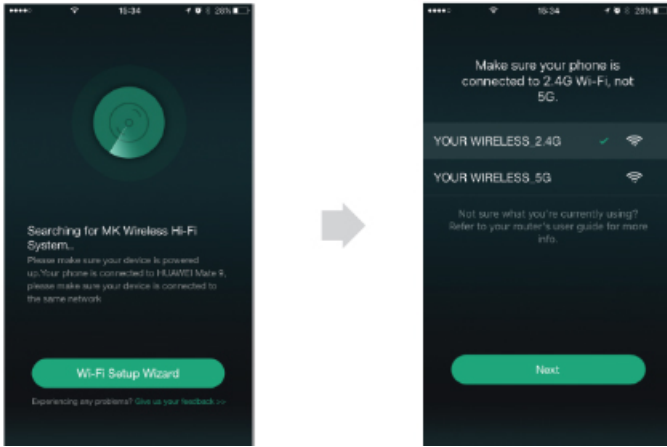 15:34
28%
Searching for MK Wireless Hi-Fi
System..
Please make sure your device is powered
up.Your phone is connected to HUAWEI Mate 9,
please make sure your device is connected to
the same network
Wi-Fi Setup Wizard
Experiencing any problems? Give us your feedback >>
15:34
28%
Make sure your phone is
connected to 2.4G Wi-Fi, not
5G.
YOUR WIRELESS_2.4G
YOUR WIRELESS_5G
Not sure what you're currently using?
Refer to your router's user guide for more
info.
Next